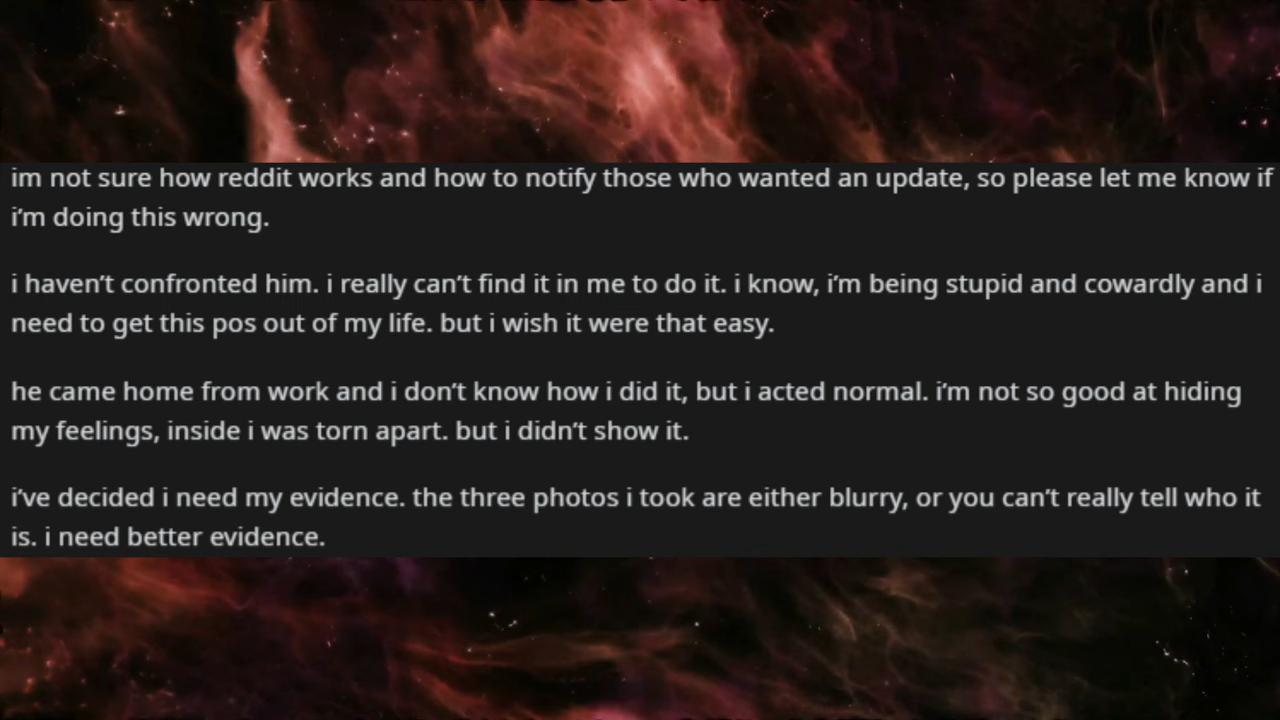 im not sure how reddit works and how to notify those who wanted an update, so please let me know if
i’m doing this wrong.
i haven’t confronted him. i really can’t find it in me to do it. i know, i’m being stupid and cowardly and i
need to get this pos out of my life. but i wish it were that easy.
he came home from work and i don’t know how i did it, but i acted normal. i’m not so good at hiding
my feelings, inside i was torn apart. but i didn’t show it.
i’ve decided i need my evidence. the three photos i took are either blurry, or you can’t really tell who it
is. i need better evidence.